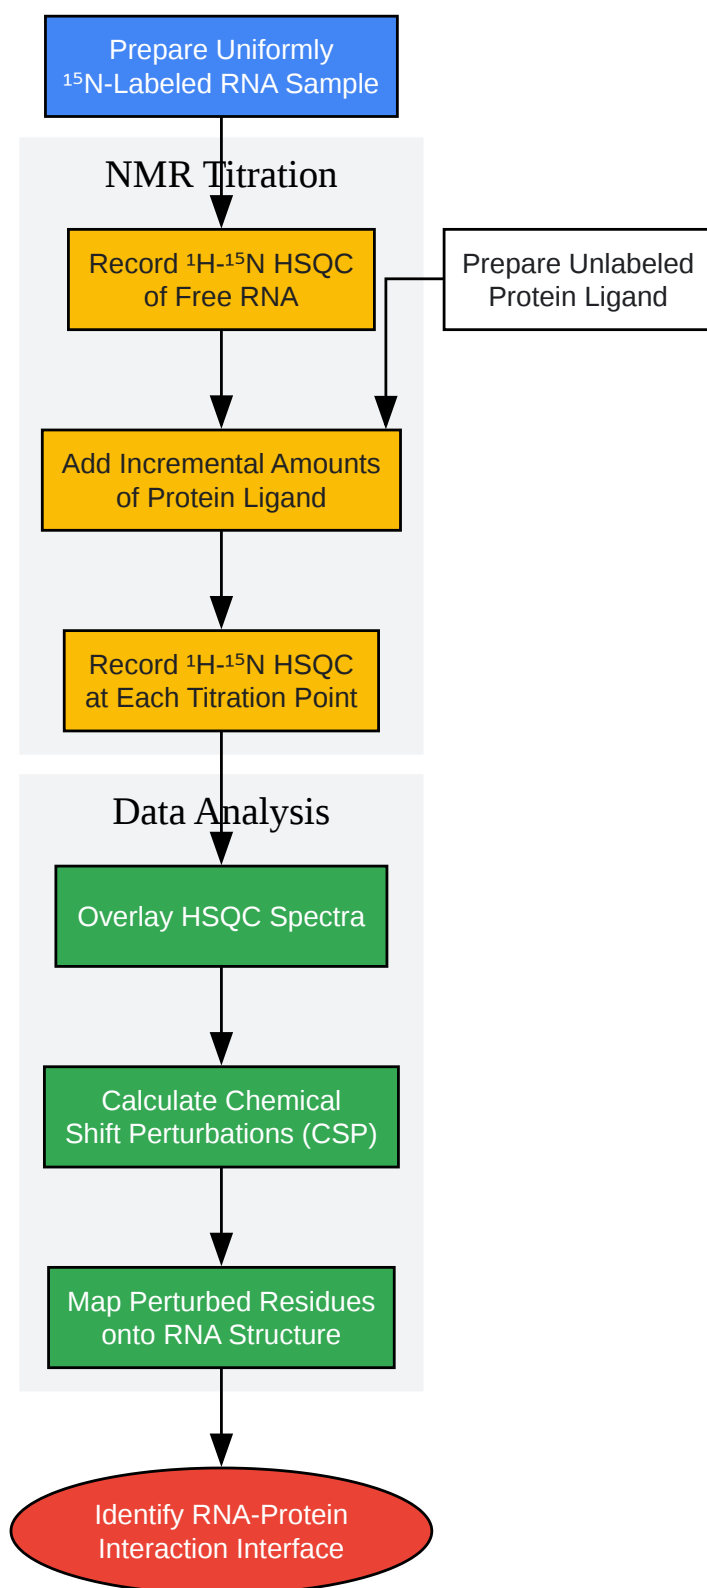 Prepare Uniformly
¹⁵N-Labeled RNA Sample
NMR Titration
Record ¹H-¹⁵N HSQC
of Free RNA
Prepare Unlabeled
Protein Ligand
Add Incremental Amounts
of Protein Ligand
Record ¹H-¹⁵N HSQC
at Each Titration Point
Data Analysis
Overlay HSQC Spectra
Calculate Chemical
Shift Perturbations (CSP)
Map Perturbed Residues
onto RNA Structure
Identify RNA-Protein
Interaction Interface